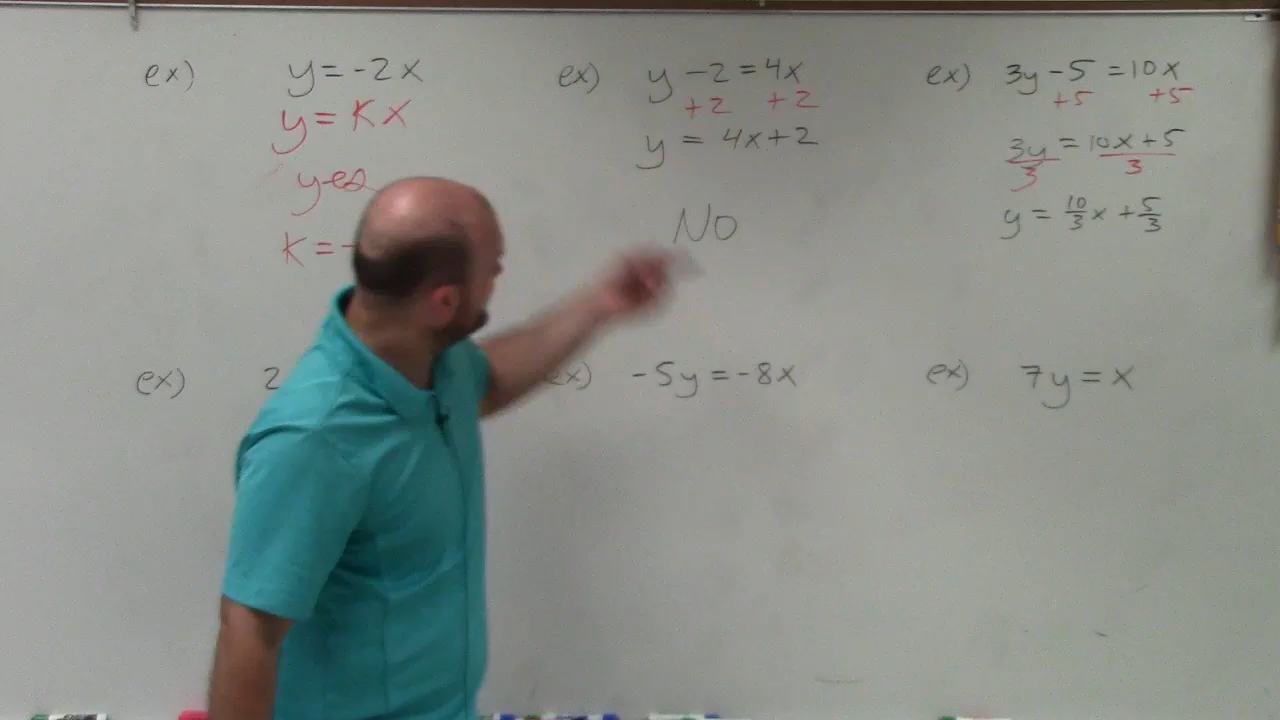 ex) y = -2x
y = Kx
yes
K = -
ex) y - 2 = 4x
+2 +2
y = 4x + 2
No
ex) 3y - 5 = 10x
+5 +5
3y = 10x + 5
3 3
y = 10/3 x + 5/3
ex) 2
ex) -5y = -8x
ex) 7y = x